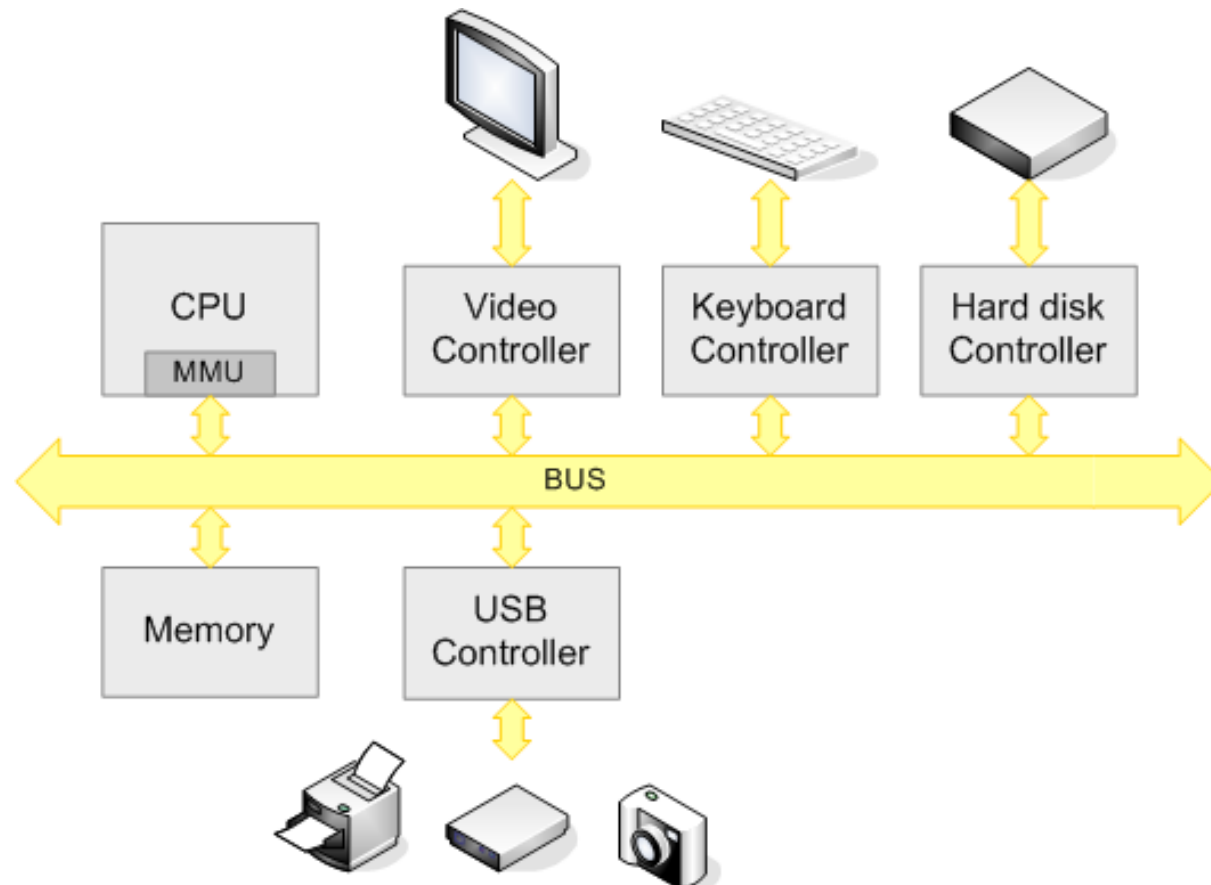 CPU
MMU
Video
Controller
Keyboard
Controller
Hard disk
Controller
BUS
Memory
USB
Controller